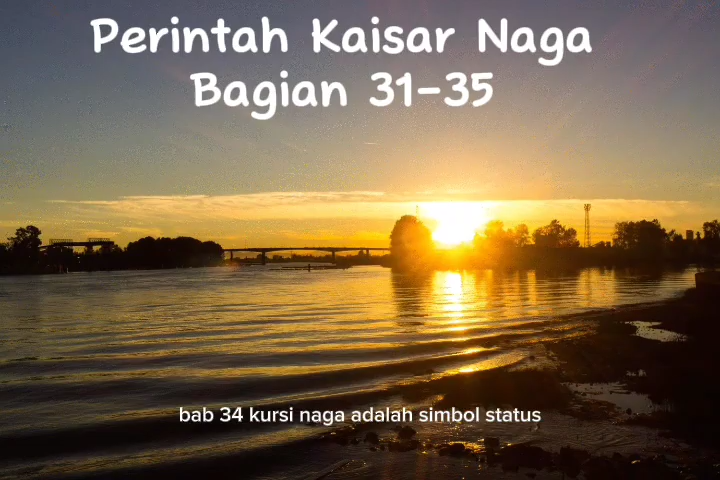 Perintah Kaisar Naga
Bagian 31-35
bab 34 kursi naga adalah simbol status